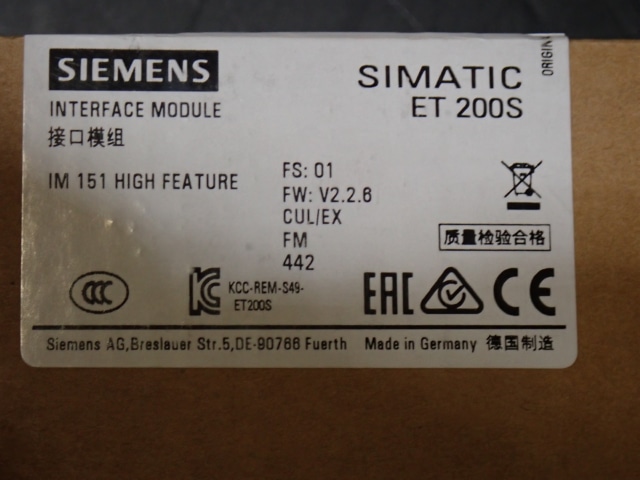 SIEMENS
SIMATIC
ET 200S
INTERFACE MODULE
接口模组
IM 151 HIGH FEATURE
FS: 01
FW: V2.2.6
CUL/EX
FM
442
质量检验合格
CCC
KCC-REM-S49-
ET200S
EAC
CE
Siemens AG,Breslauer Str.5,DE-90766 Fuerth Made in Germany 德国制造